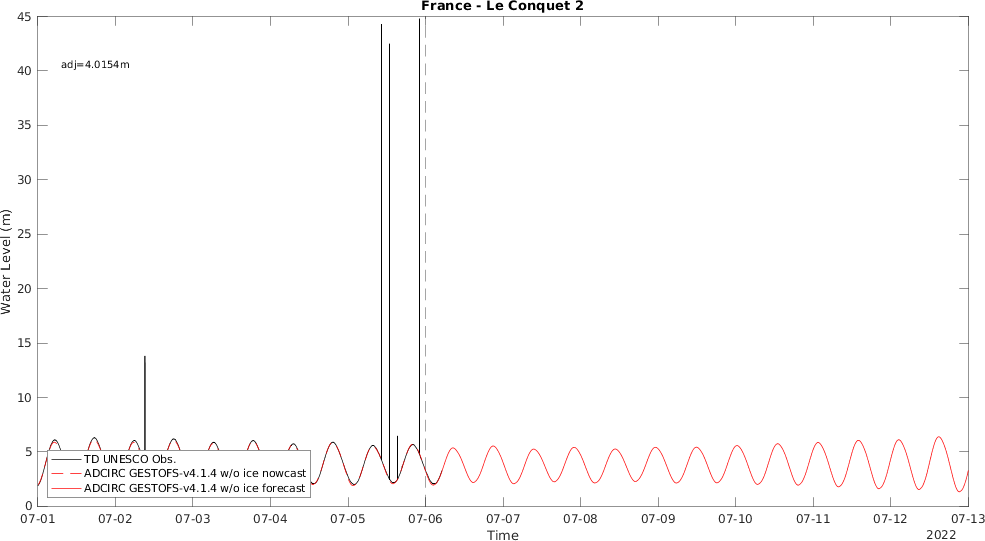 France - Le Conquet 2
45
40
35
30
25
20
15
10
5
0
Water Level (m)
adj=4.0154m
TD UNESCO Obs.
ADCIRC GESTOFS-v4.1.4 w/o ice nowcast
ADCIRC GESTOFS-v4.1.4 w/o ice forecast
07-01 07-02 07-03 07-04 07-05 07-06 07-07 07-08 07-09 07-10 07-11 07-12 07-13
Time
2022